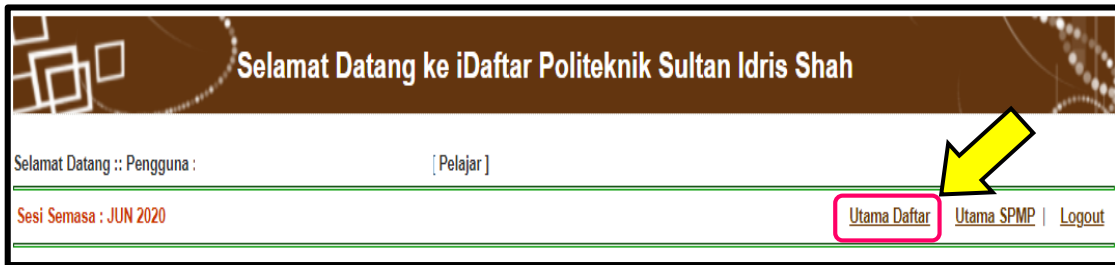 Selamat Datang ke iDaftar Politeknik Sultan Idris Shah
Selamat Datang :: Pengguna : [ Pelajar ]
Sesi Semasa : JUN 2020 Utama Daftar Utama SPMP | Logout